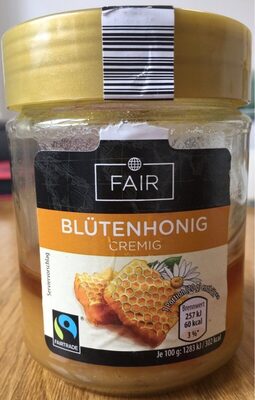 FAIR
BLÜTENHONIG
CREMIG
Serviervorschlag
Brennwert
257 kJ
60 kcal
3 %*
FAIRTRADE
Je 100 g: 1283 kJ / 302 kcal